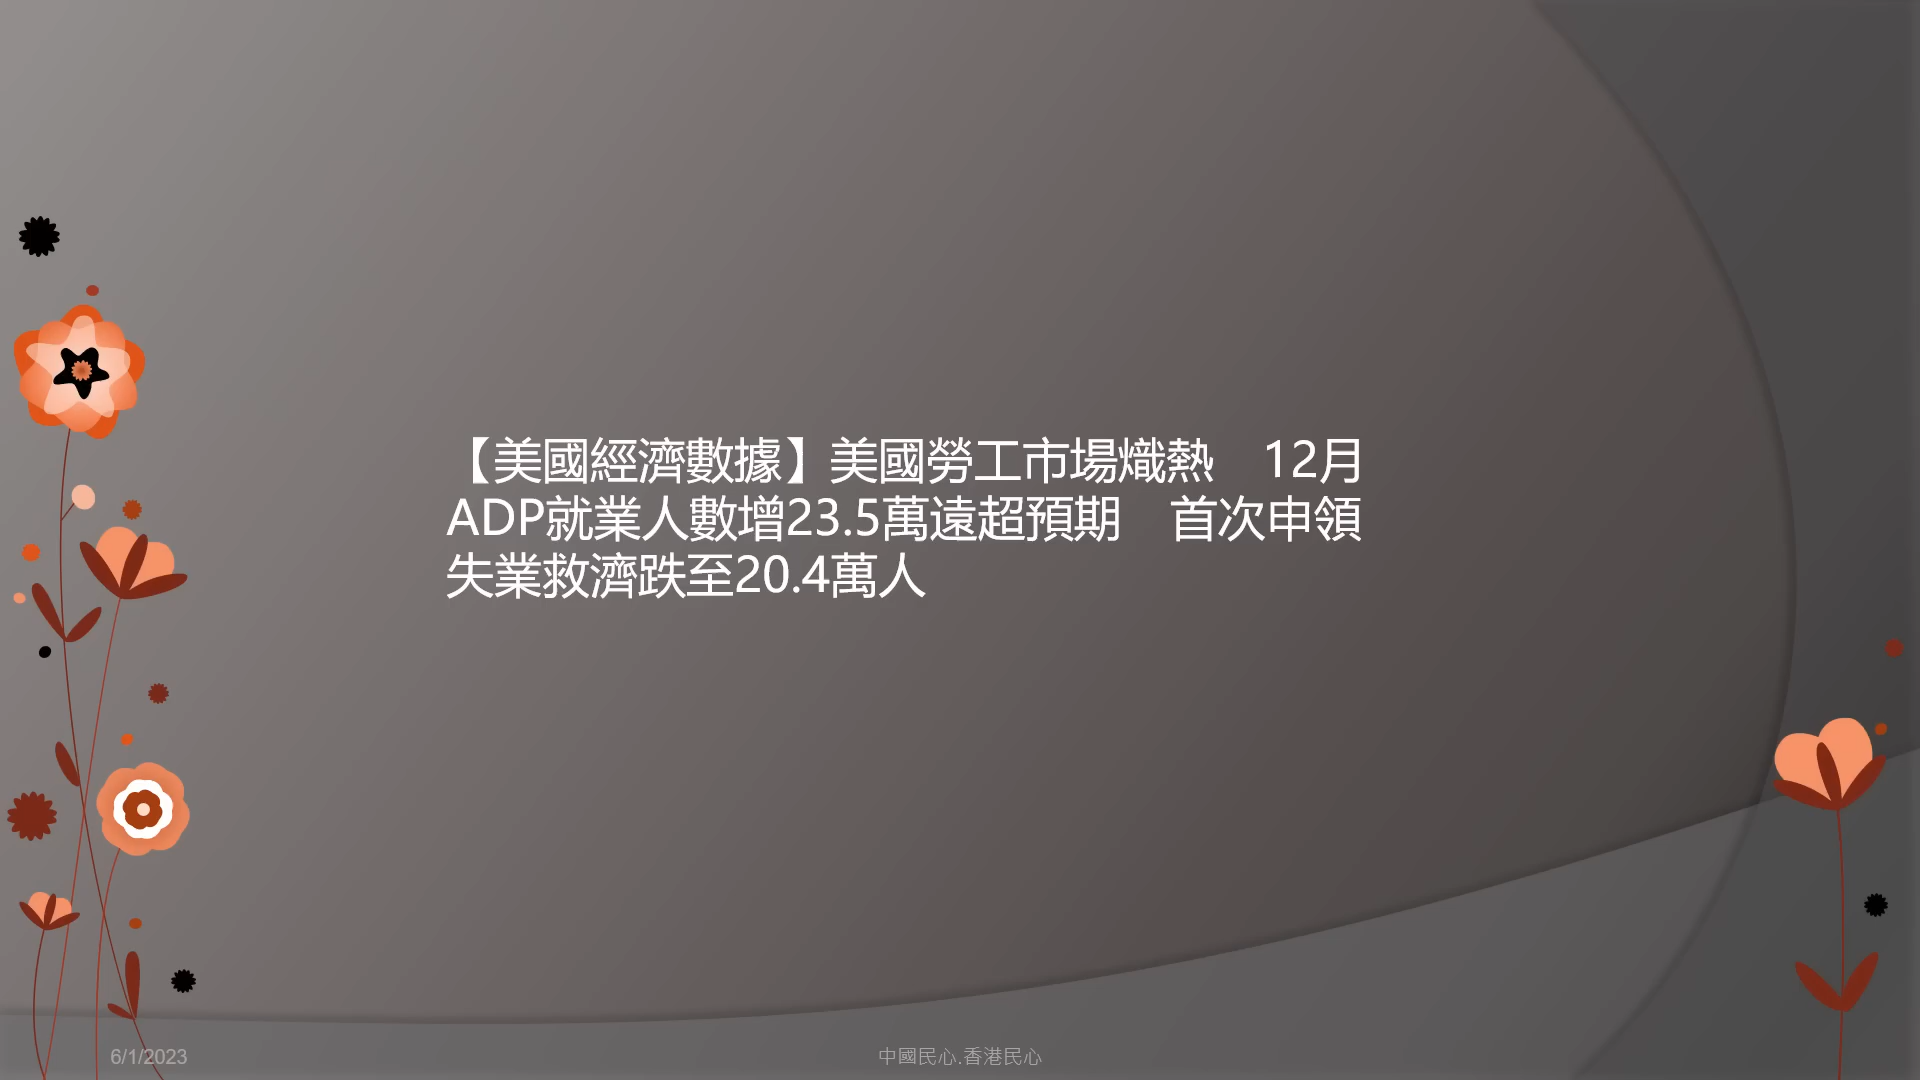 【美國經濟數據】美國勞工市場熾熱　12月
ADP就業人數增23.5萬遠超預期　首次申領
失業救濟跌至20.4萬人
6/1/2023
中國民心.香港民心